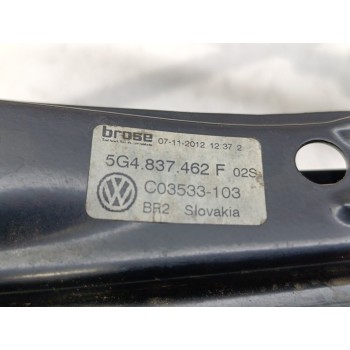 brose 07-11-2012 12:37 2
5G4.837.462 F 02S
C03533-103
BR2 Slovakia